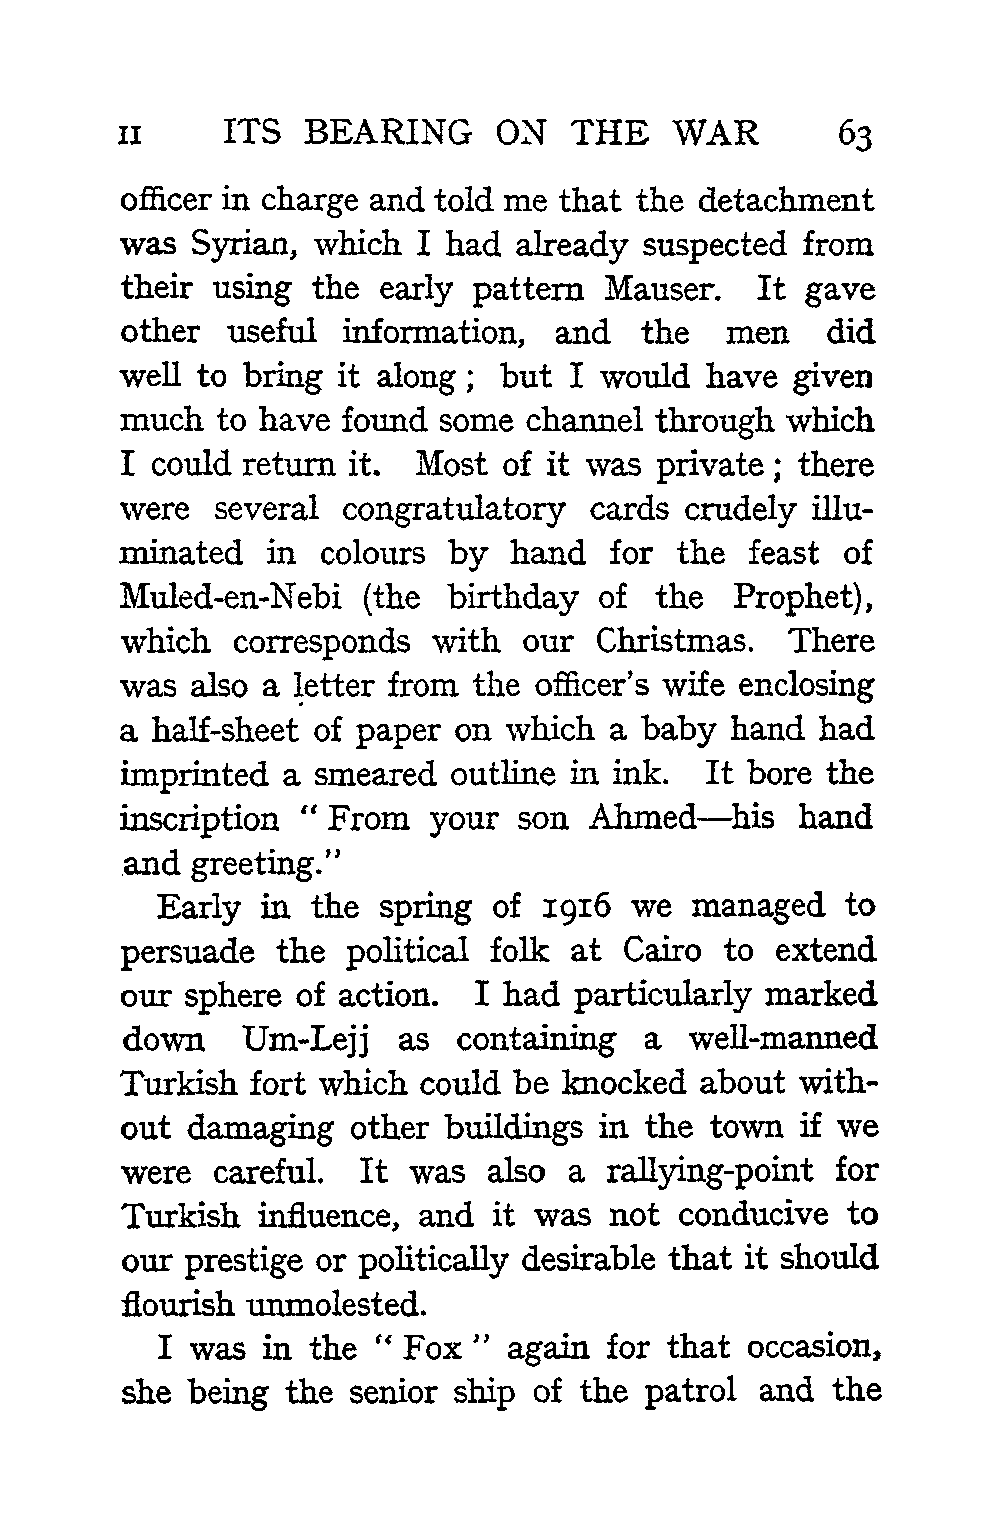 II ITS BEARING ON THE WAR 63
officer in charge and told me that the detachment
was Syrian, which I had already suspected from
their using the early pattern Mauser. It gave
other useful information, and the men did
well to bring it along ; but I would have given
much to have found some channel through which
I could return it. Most of it was private ; there
were several congratulatory cards crudely illu-
minated in colours by hand for the feast of
Muled-en-Nebi (the birthday of the Prophet),
which corresponds with our Christmas. There
was also a letter from the officer's wife enclosing
a half-sheet of paper on which a baby hand had
imprinted a smeared outline in ink. It bore the
inscription " From your son Ahmed—his hand
and greeting."
Early in the spring of 1916 we managed to
persuade the political folk at Cairo to extend
our sphere of action. I had particularly marked
down Um-Lejj as containing a well-manned
Turkish fort which could be knocked about with-
out damaging other buildings in the town if we
were careful. It was also a rallying-point for
Turkish influence, and it was not conducive to
our prestige or politically desirable that it should
flourish unmolested.
I was in the " Fox " again for that occasion,
she being the senior ship of the patrol and the